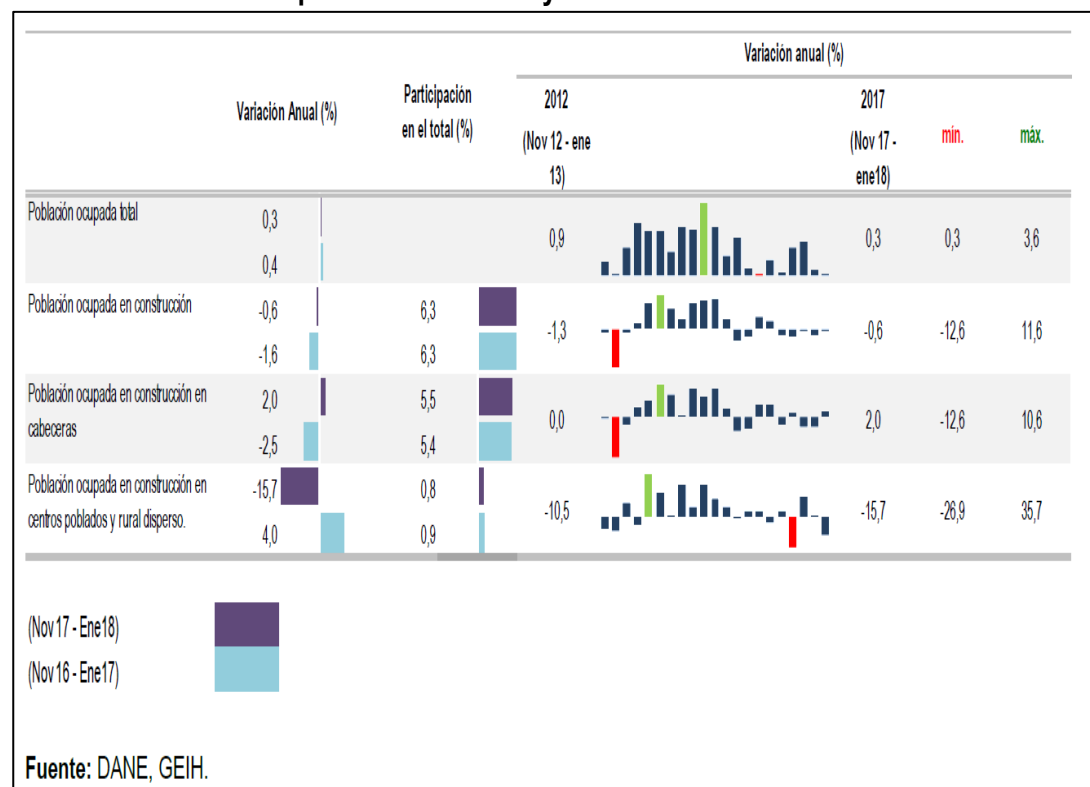 Variación anual (%)
Variación Anual (%)
Participación
en el total (%)
2012
(Nov 12 - ene
13)
2017
(Nov 17 -
ene18)
min.
máx.
Población ocupada total
0,3
0,4
0,9
0,3
0,3
3,6
Población ocupada en construcción
-0,6
6,3
-1,6
6,3
-1,3
-0,6
-12,6
11,6
Población ocupada en construcción en
cabeceras
2,0
5,5
-2,5
5,4
0,0
2,0
-12,6
10,6
Población ocupada en construcción en
centros poblados y rural disperso.
-15,7
0,8
4,0
0,9
-10,5
-15,7
-26,9
35,7
(Nov 17 - Ene18)
(Nov 16 - Ene17)
Fuente: DANE, GEIH.